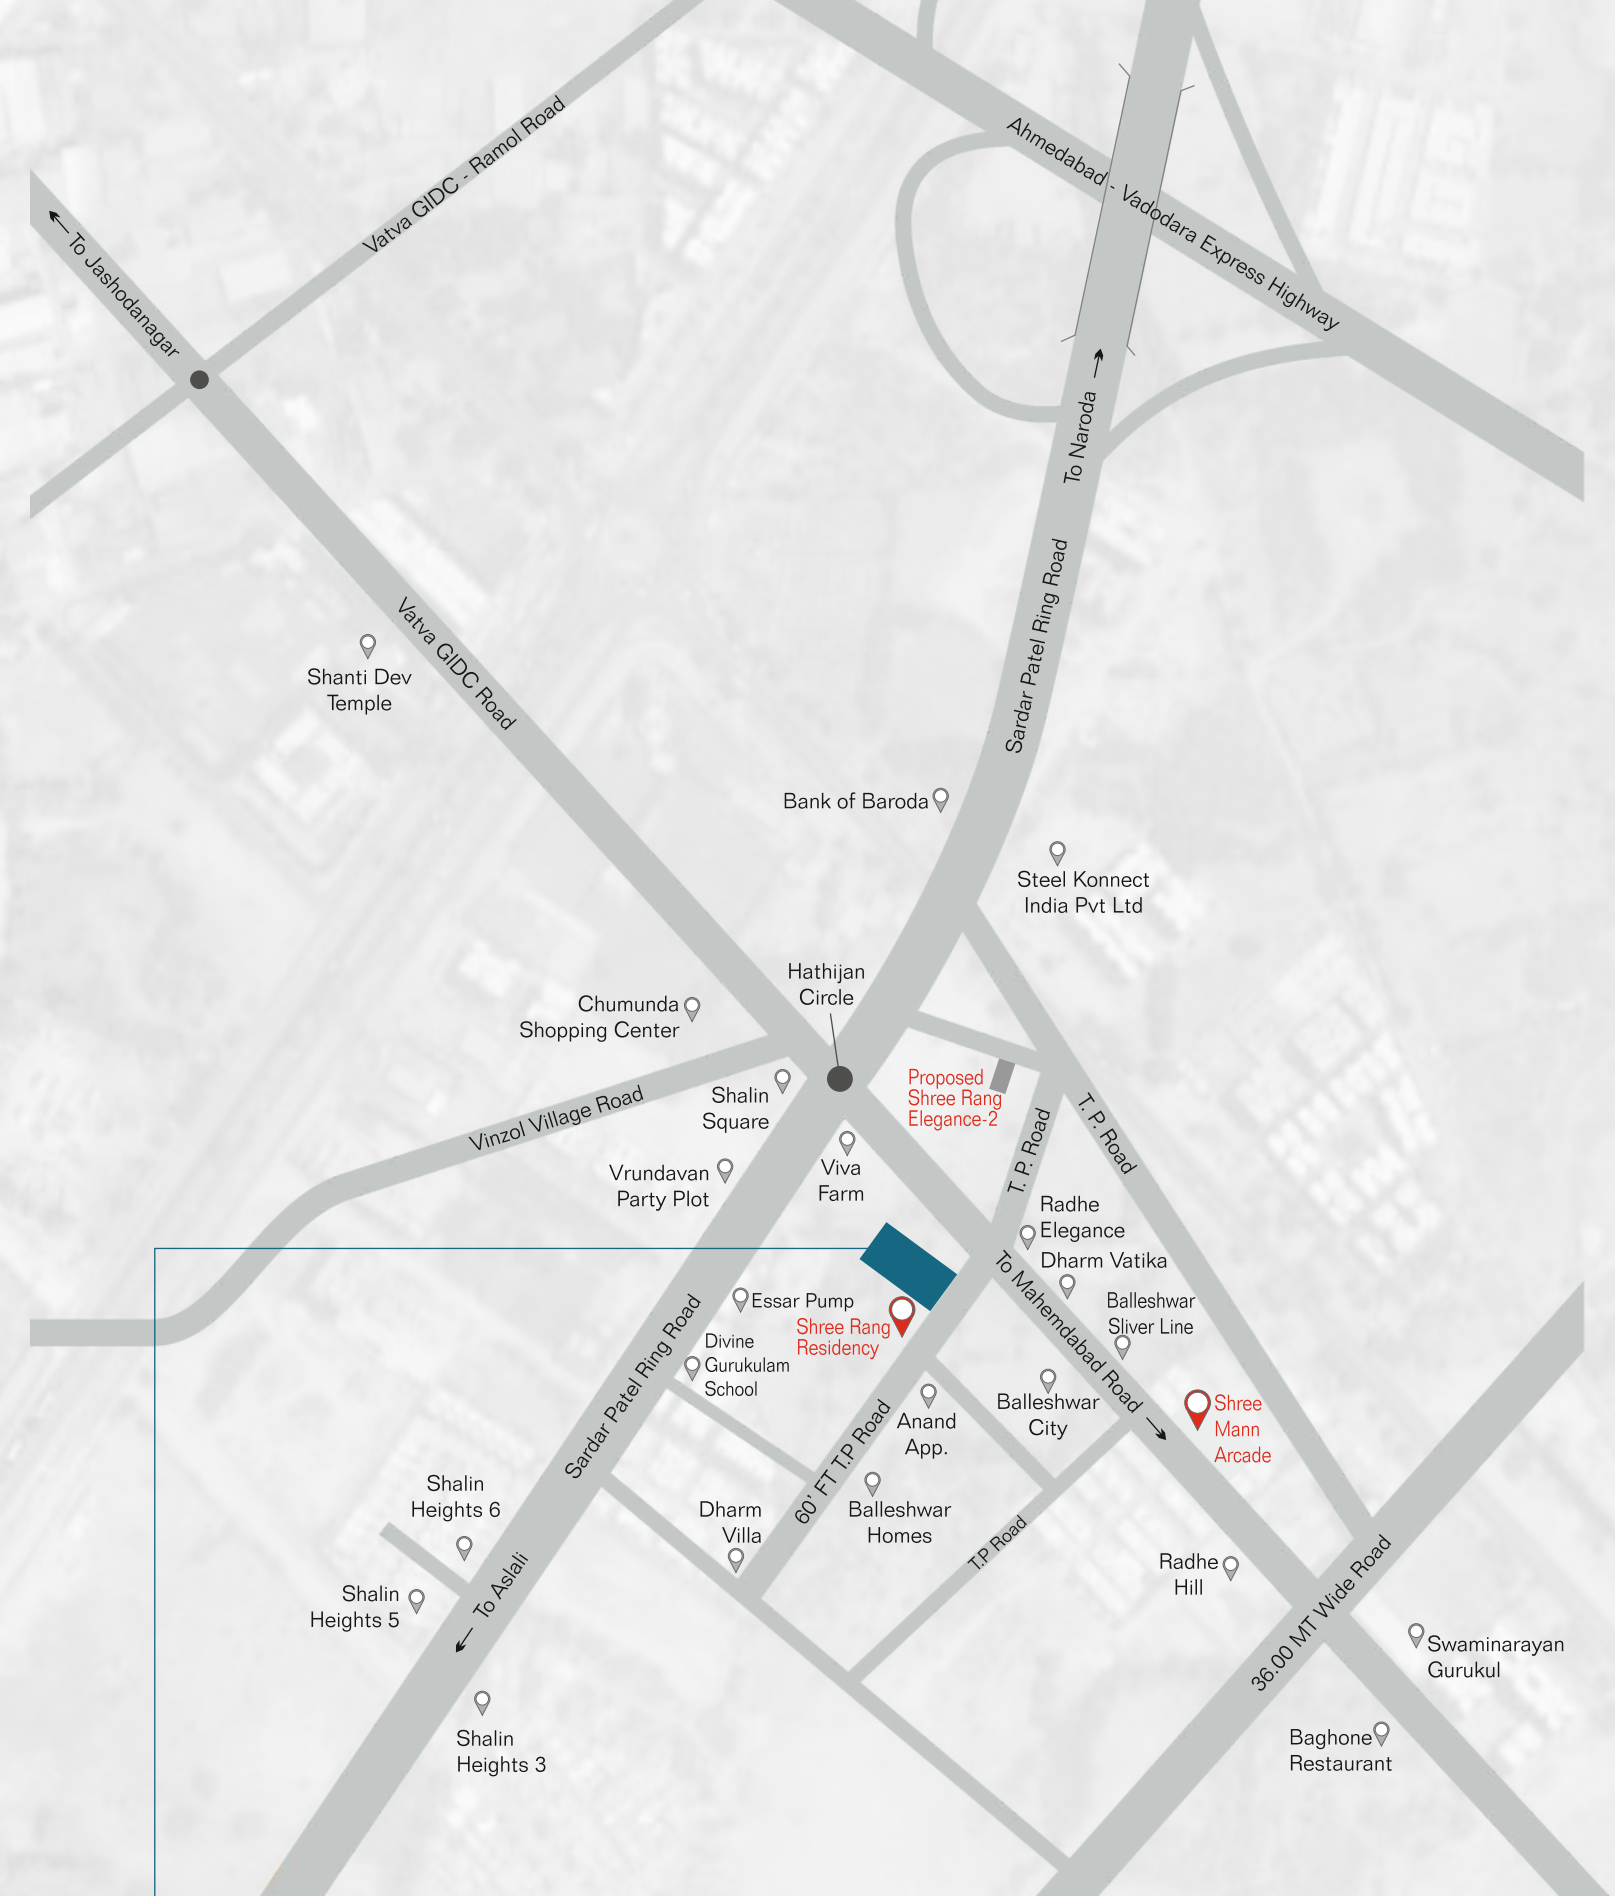 Vatva GIDC - Ramol Road
Ahmedabad - Vadodara Express Highway
To Jashodanagar
To Naroda
Sardar Patel Ring Road
Vatva GIDC Road
Shanti Dev
Temple
Bank of Baroda
Steel Konnect
India Pvt Ltd
Hathijan
Circle
Chumunda
Shopping Center
Vinzol Village Road
Shalin
Square
Proposed
Shree Rang
Elegance-2
T. P. Road
T. P. Road
Vrundavan
Party Plot
Viva
Farm
Radhe
Elegance
Dharm Vatika
To Mahemdabad Road
Balleshwar
Sliver Line
Essar Pump
Shree Rang
Residency
Divine
Gurukulam
School
Sardar Patel Ring Road
60' FT T.P Road
Anand
App.
Balleshwar
City
Shree
Mann
Arcade
Shalin
Heights 6
Dharm
Villa
Balleshwar
Homes
T.P Road
Radhe
Hill
36.00 MT Wide Road
Shalin
Heights 5
To Aslali
Swaminarayan
Gurukul
Shalin
Heights 3
Baghone
Restaurant